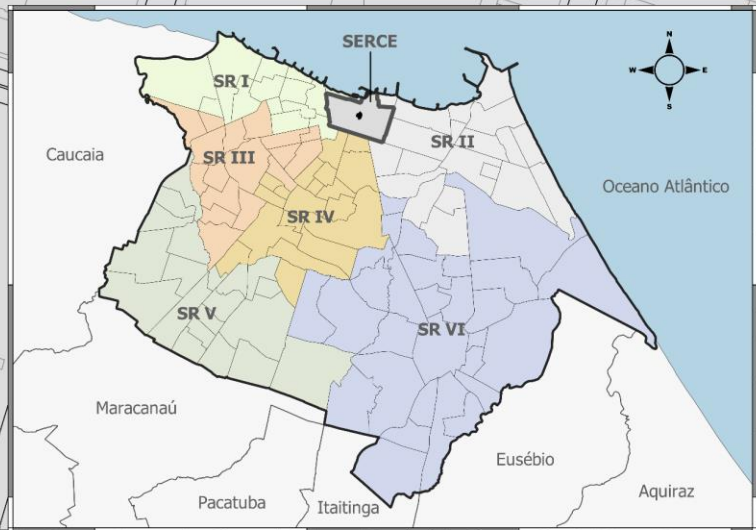 SERCE
N
W E
S
SR I
SR II
Caucaia
SR III
Oceano Atlântico
SR IV
SR V
SR VI
Maracanaú
Eusébio
Pacatuba
Itaitinga
Aquiraz